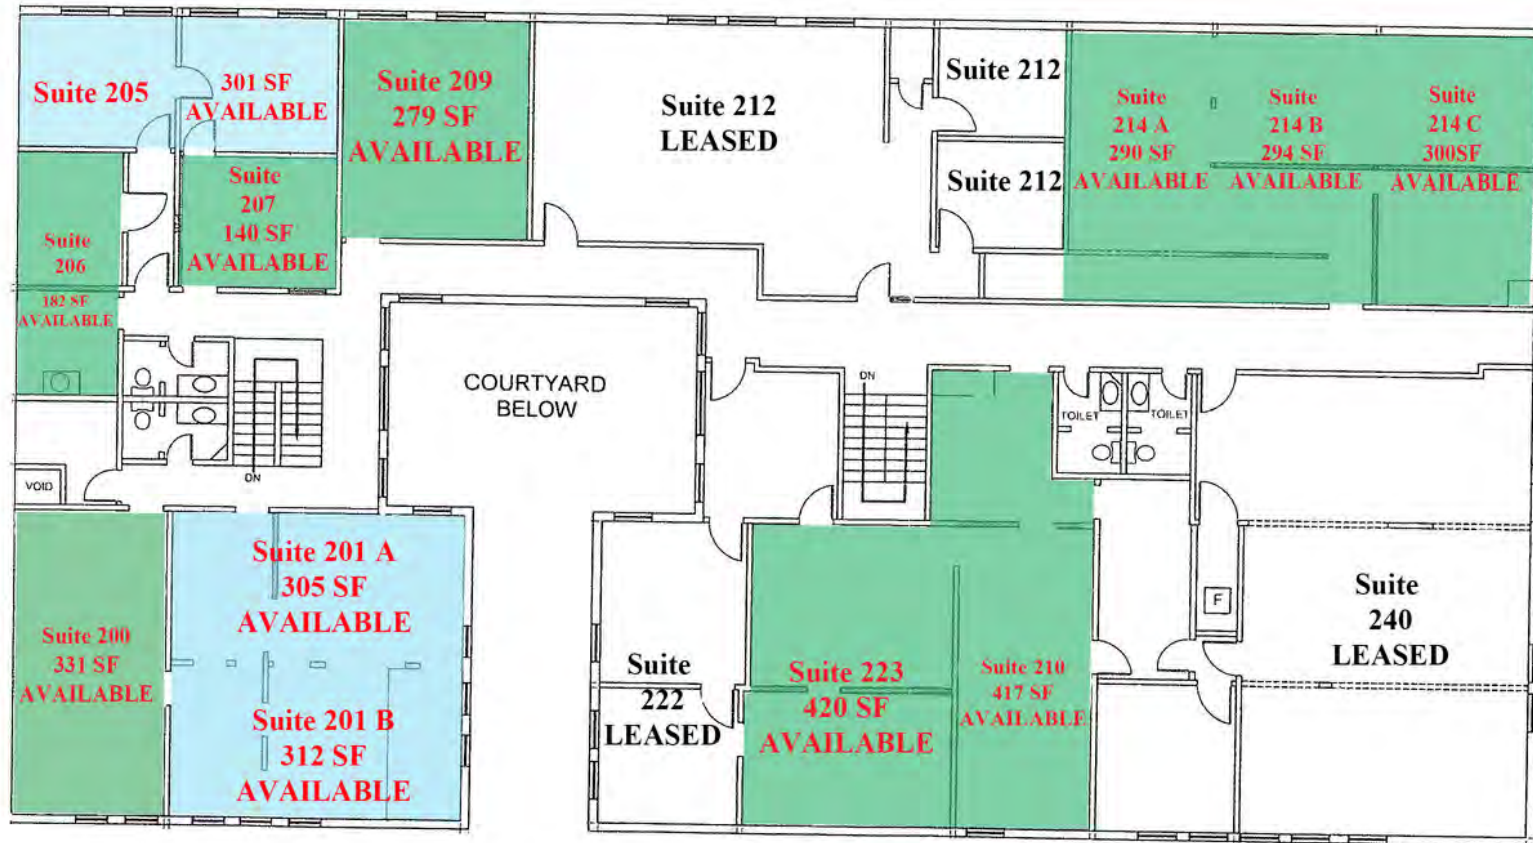 Suite 205
301 SF
AVAILABLE
Suite 209
279 SF
AVAILABLE
Suite 212
LEASED
Suite 212
Suite 212
Suite
214 A
290 SF
AVAILABLE
Suite
214 B
294 SF
AVAILABLE
Suite
214 C
300SF
AVAILABLE
Suite
207
140 SF
AVAILABLE
Suite
206
182 SF
AVAILABLE
COURTYARD
BELOW
DN
TOILET
TOILET
VOID
DN
Suite 201 A
305 SF
AVAILABLE
Suite 200
331 SF
AVAILABLE
Suite 201 B
312 SF
AVAILABLE
Suite
222
LEASED
Suite 223
420 SF
AVAILABLE
Suite 210
417 SF
AVAILABLE
F
Suite
240
LEASED